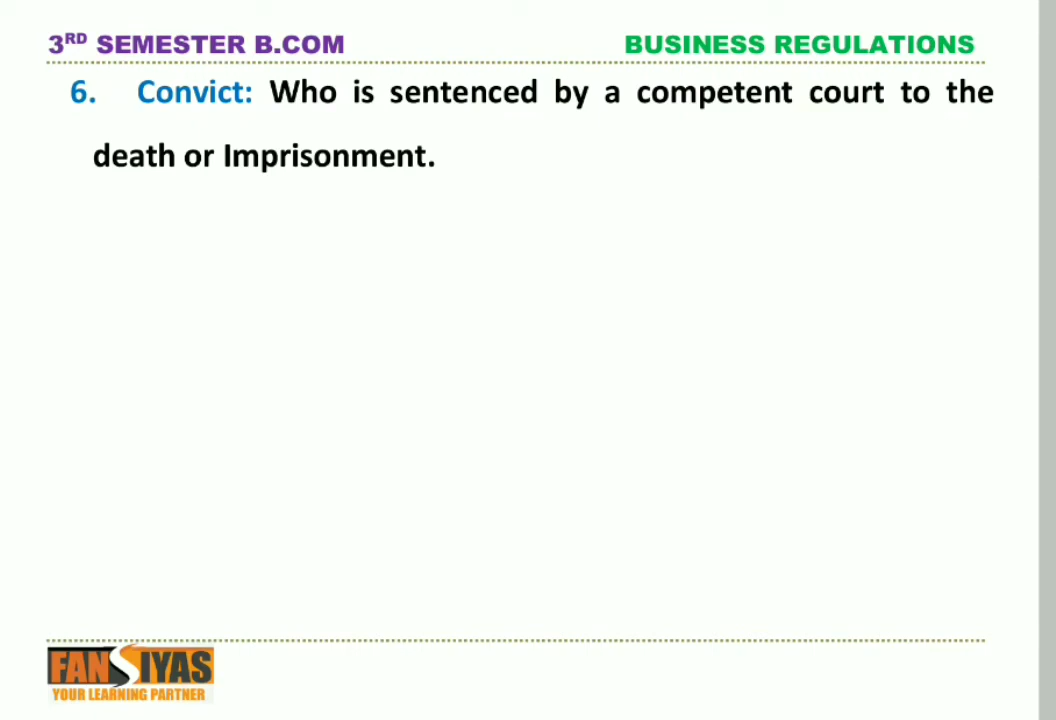 3RD SEMESTER B.COM BUSINESS REGULATIONS
6. Convict: Who is sentenced by a competent court to the
death or Imprisonment.
FANSIYAS
YOUR LEARNING PARTNER